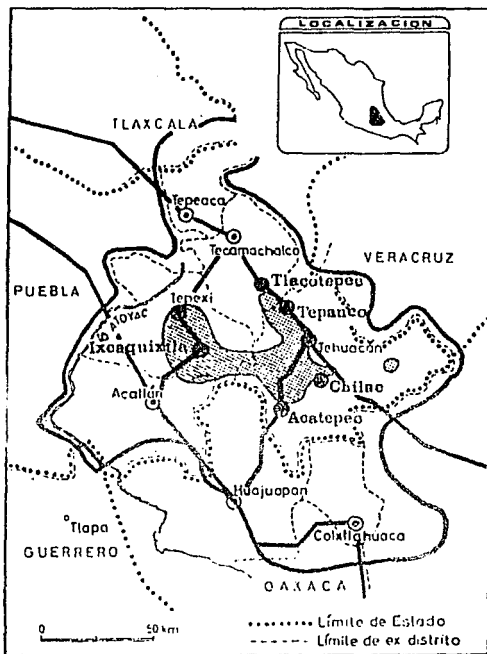 LOCALIZACION
TLAXCALA
Tepeaca
Tecamachalco
VERACRUZ
PUEBLA
Tlacotepec
Tepanco
Tepexi
R ATOYAC
Ixcaquixtla
Tehuacán
Chilac
Acatlán
Acatepec
Huajuapan
Tlapa
Coixtlahuaca
GUERRERO
OAXACA
0 50 km
Límite de Estado
Límite de ex distrito